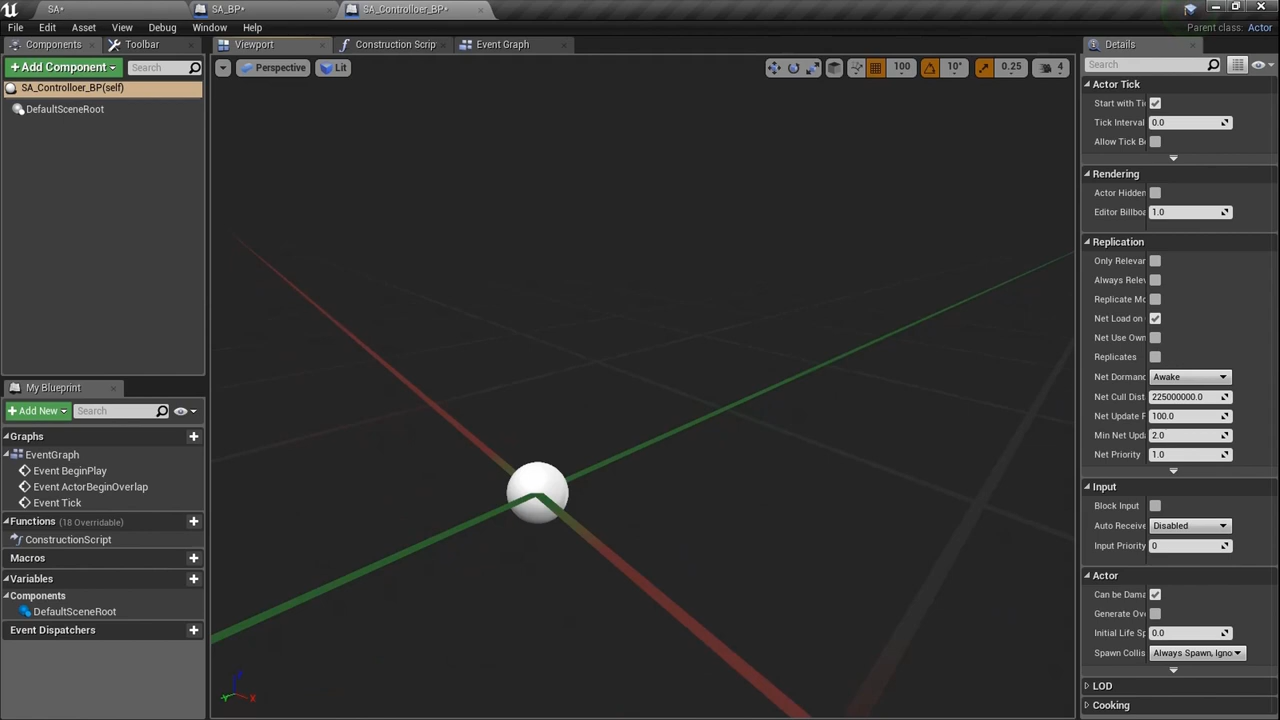 SA*
SA_BP*
SA_Controlloer_BP*
File Edit Asset View Debug Window Help
Parent class: Actor
Components
Toolbar
Viewport
Construction Scrip
Event Graph
Details
+Add Component
Search
Perspective
Lit
100
10°
0.25
4
Search
SA_Controlloer_BP(self)
DefaultSceneRoot
Actor Tick
Start with Ti
Tick Interval 0.0
Allow Tick B
Rendering
Actor Hidden
Editor Billboa 1.0
Replication
Only Relevar
Always Relev
Replicate Mo
Net Load on
Net Use Own
Replicates
Net Dormanc Awake
Net Cull Dist 225000000.0
Net Update F 100.0
Min Net Upda 2.0
Net Priority 1.0
Input
Block Input
Auto Receive Disabled
Input Priority 0
Actor
Can be Dama
Generate Ov
Initial Life Sp 0.0
Spawn Collis Always Spawn, Igno
LOD
Cooking
My Blueprint
+Add New
Search
Graphs
EventGraph
Event BeginPlay
Event ActorBeginOverlap
Event Tick
Functions (18 Overridable)
ConstructionScript
Macros
Variables
Components
DefaultSceneRoot
Event Dispatchers
Y
X